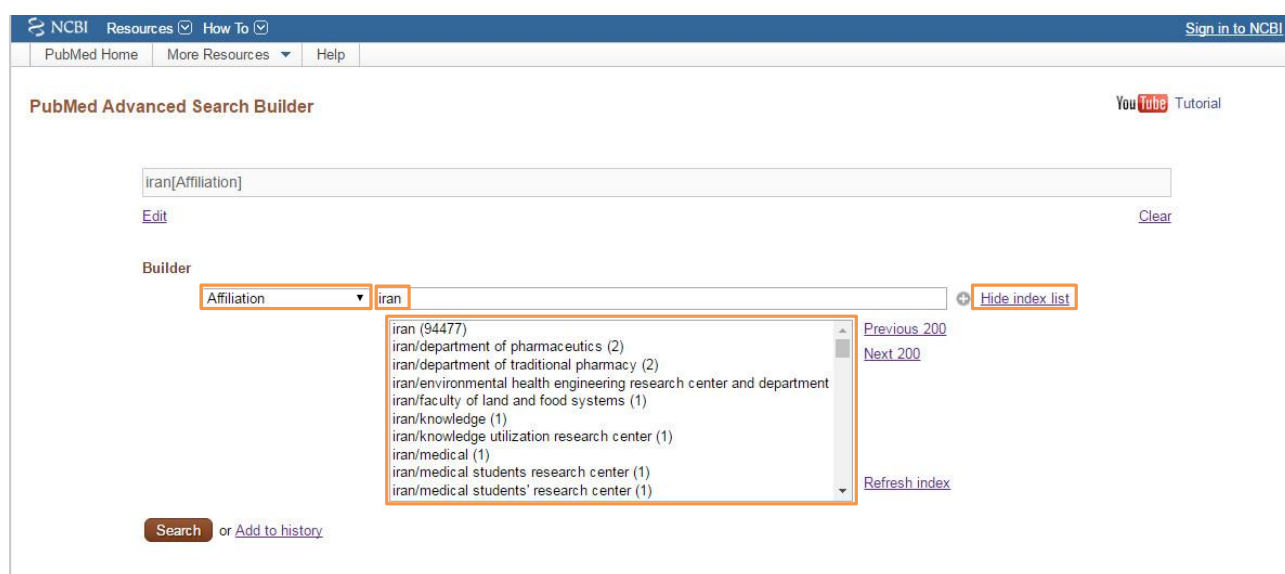 NCBI Resources How To Sign in to NCBI
PubMed Home More Resources Help
PubMed Advanced Search Builder
YouTube Tutorial
iran[Affiliation]
Edit Clear
Builder
Affiliation iran Hide index list
iran (94477)
iran/department of pharmaceutics (2)
iran/department of traditional pharmacy (2)
iran/environmental health engineering research center and department
iran/faculty of land and food systems (1)
iran/knowledge (1)
iran/knowledge utilization research center (1)
iran/medical (1)
iran/medical students research center (1)
iran/medical students' research center (1)
Previous 200
Next 200
Refresh index
Search or Add to history